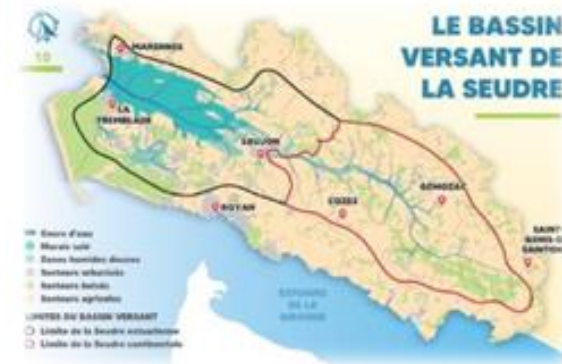 LE BASSIN
VERSANT DE
LA SEUDRE
10
MARENNES
LA
TREMBLADE
SAUJON
GEMOZAC
COZES
ROYAN
SAINT-
ESTUAIRE
DE LA
GIRONDE
Cours d'eau
Marais salé
Zones humides douces
Secteurs urbanisés
Secteurs boisés
Secteurs agricoles
LIMITES DU BASSIN VERSANT
Limite de la Seudre estuarienne
Limite de la Seudre continentale